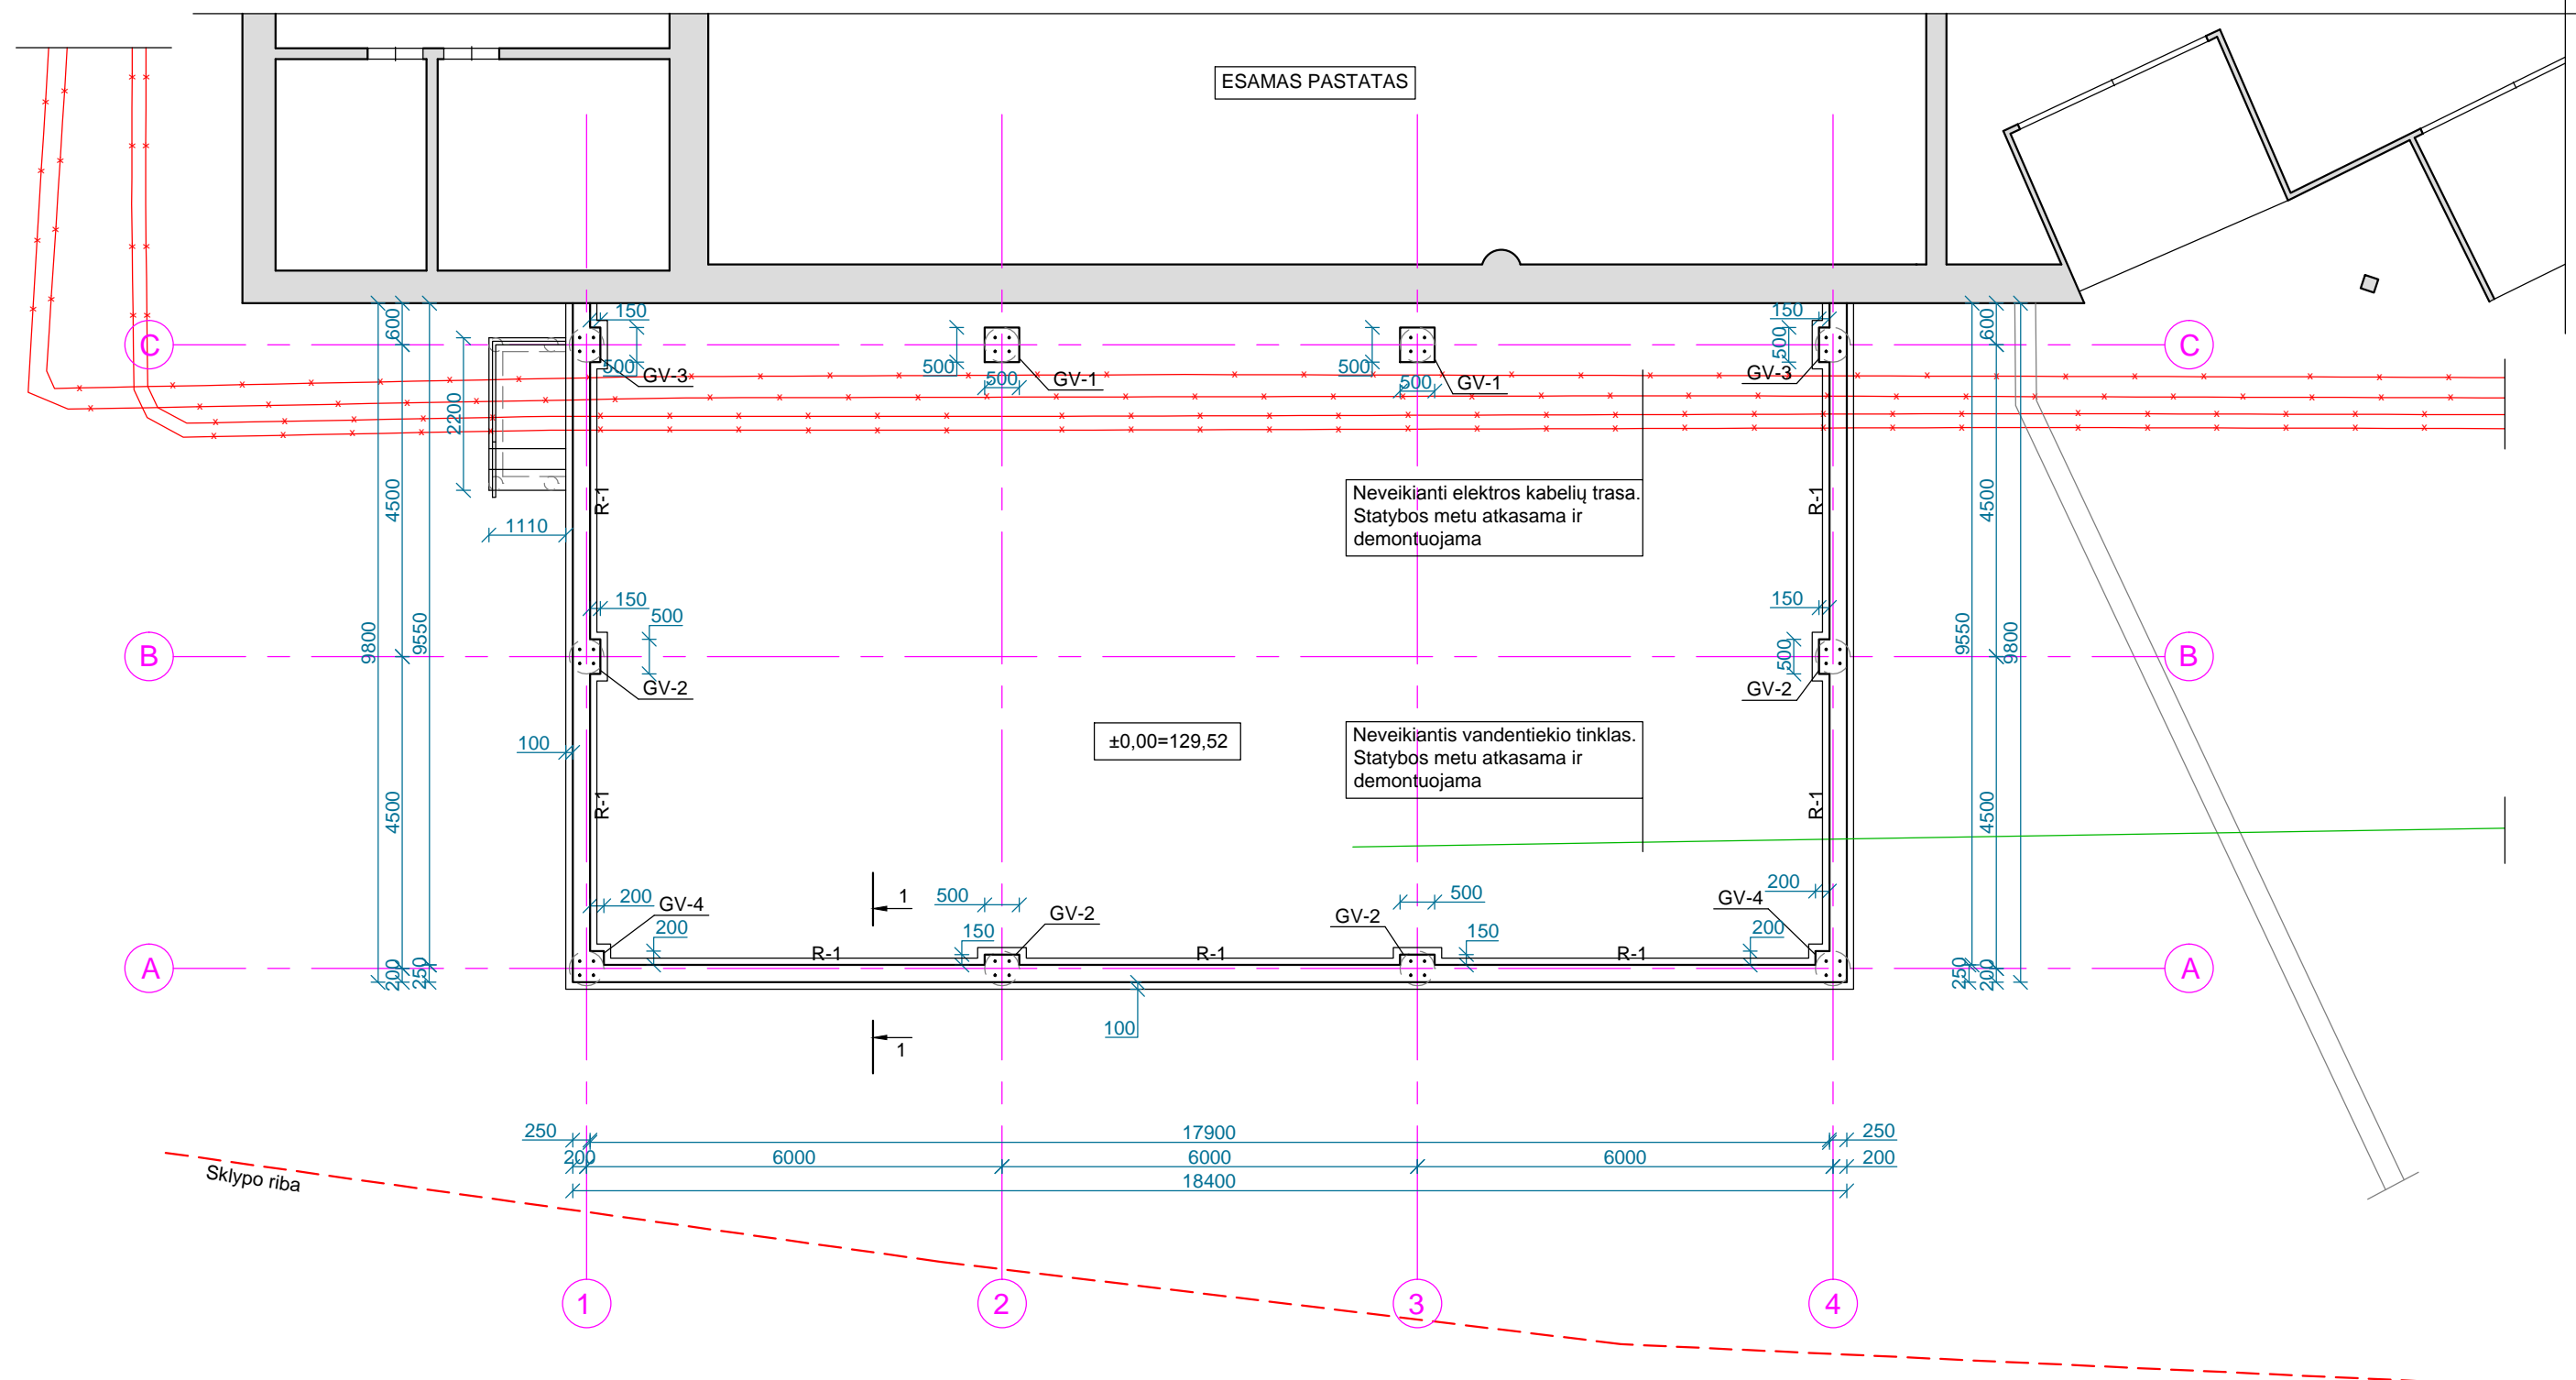 ESAMAS PASTATAS
150
150
600
600
C
C
500
500
500
500
GV-3
GV-1
GV-1
GV-3
500
500
2200
4500
R-1
Neveikianti elektros kabelių trasa.
Statybos metu atkasama ir
demontuojama
R-1
4500
1110
150
500
150
9800
9550
9550
9800
B
500
B
GV-2
GV-2
100
±0,00=129,52
Neveikiantis vandentiekio tinklas.
Statybos metu atkasama ir
demontuojama
4500
R-1
R-1
4500
200
GV-4
1
500
500
GV-4
200
200
GV-2
GV-2
200
150
150
R-1
R-1
R-1
A
A
200
250
250
200
100
1
250
17900
250
200
6000
6000
6000
200
18400
Sklypo riba
1
2
3
4